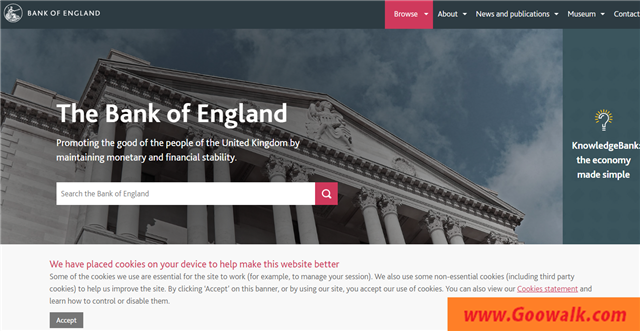 BANK OF ENGLAND
Browse
About
News and publications
Museum
Contact
The Bank of England
Promoting the good of the people of the United Kingdom by
maintaining monetary and financial stability.
Search the Bank of England
KnowledgeBank:
the economy
made simple
We have placed cookies on your device to help make this website better
Some of the cookies we use are essential for the site to work (for example, to manage your session). We also use some non-essential cookies (including third party
cookies) to help us improve the site. By clicking 'Accept' on this banner, or by using our site, you accept our use of cookies. You can also view our Cookies statement and
learn how to control or disable them.
Accept
www.Goowalk.com